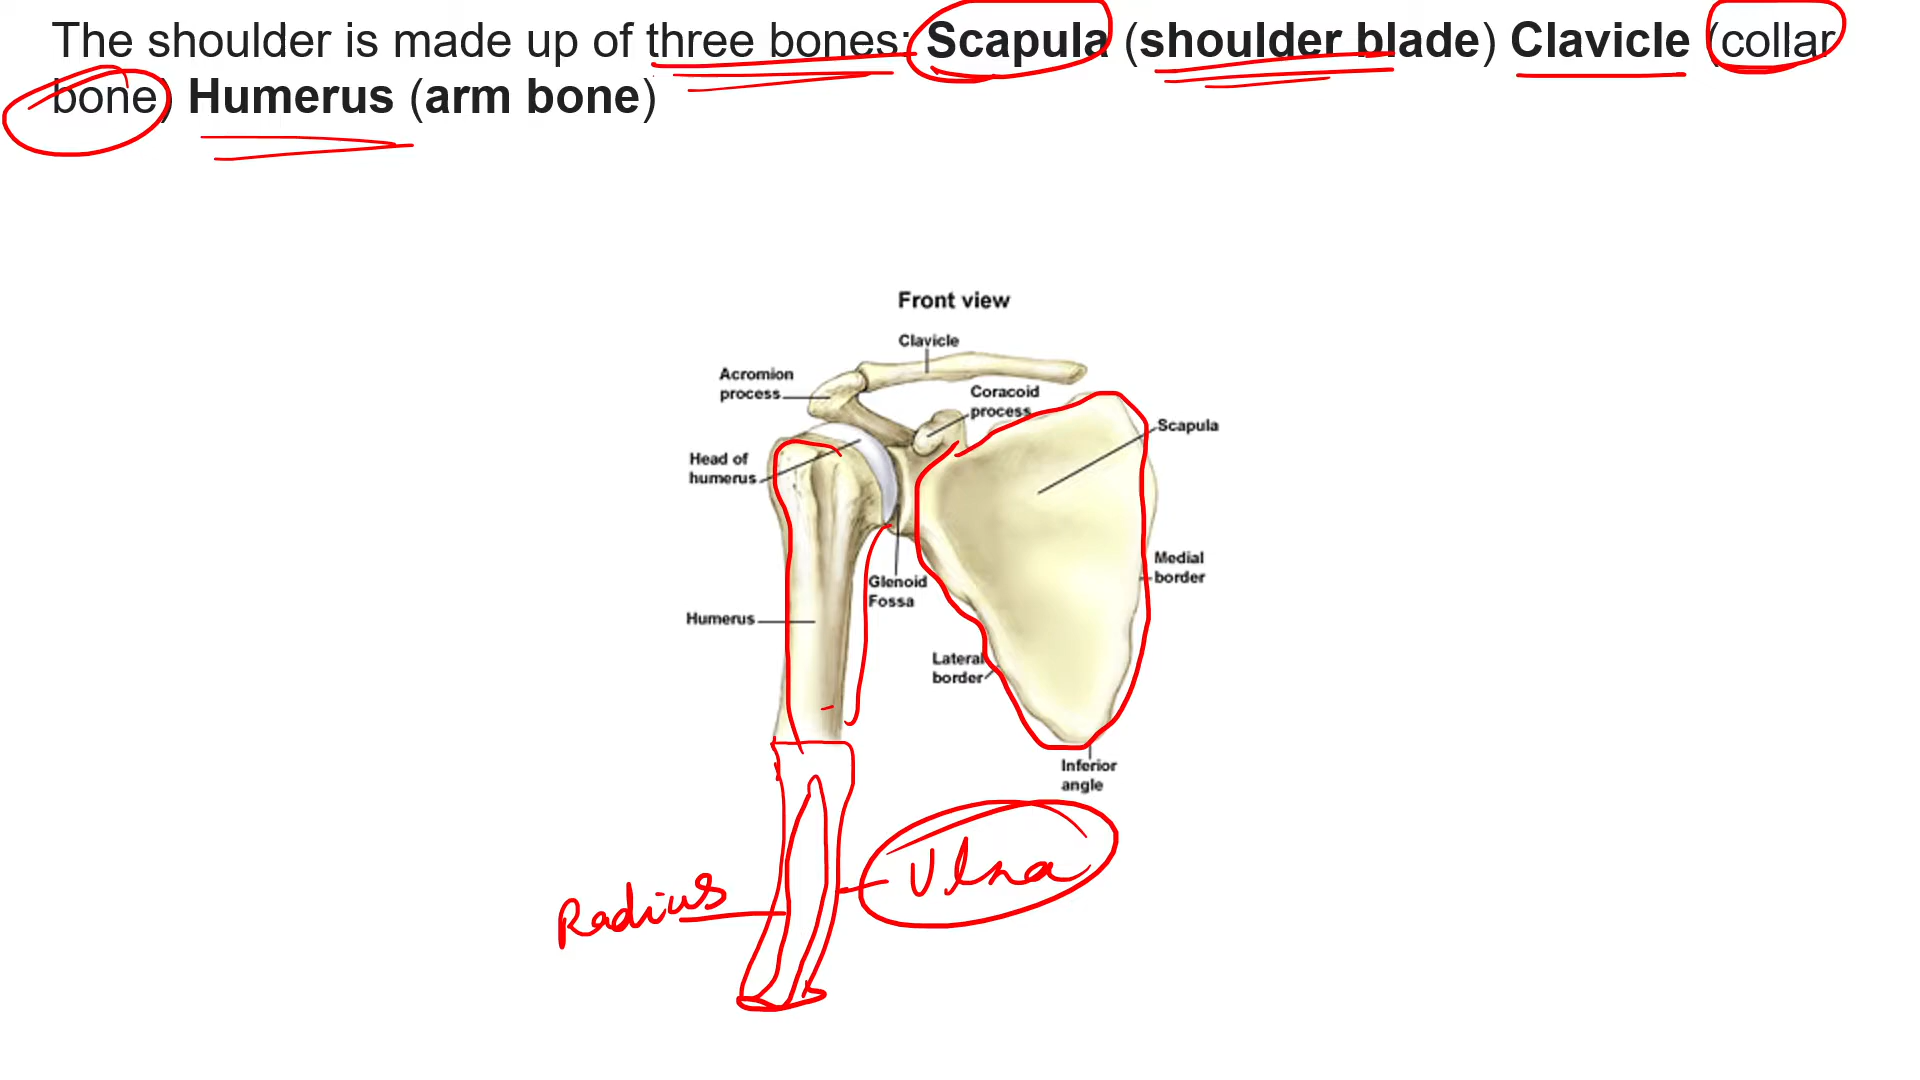 The shoulder is made up of three bones: Scapula (shoulder blade) Clavicle (collar
bone) Humerus (arm bone)
Front view
Clavicle
Acromion
process
Coracoid
process
Scapula
Head of
humerus
Medial
border
Glenoid
Fossa
Humerus
Lateral
border
Inferior
angle
Ulna
Radius